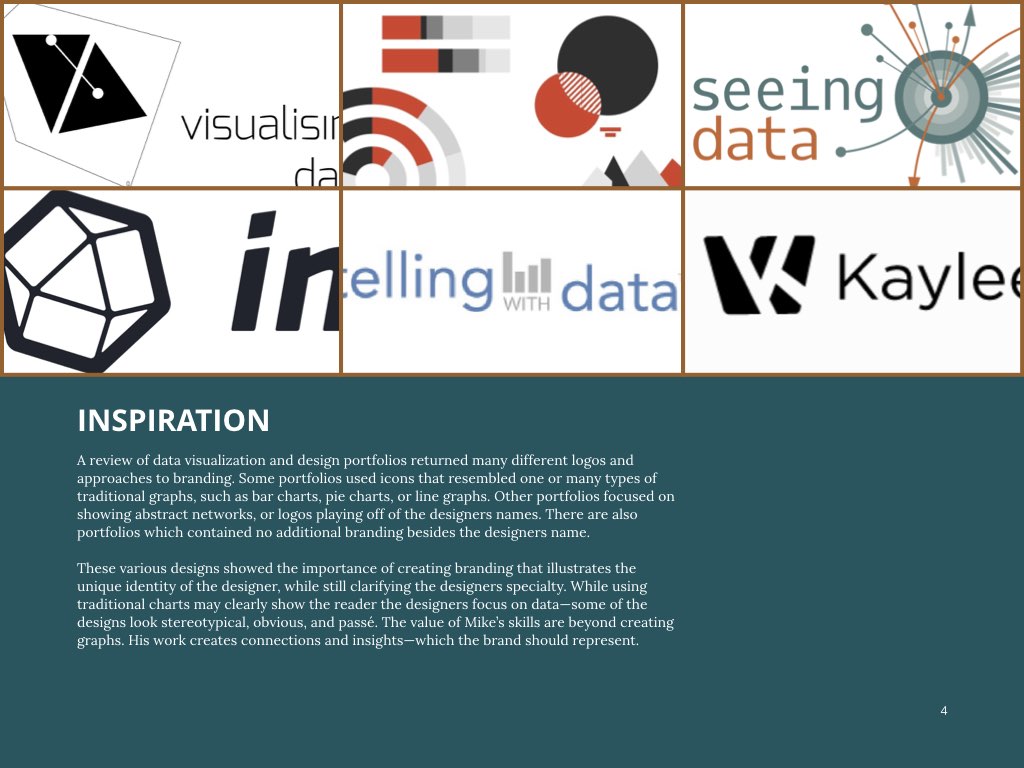 visualisin
da
seeing
data
in
telling
WITH
data
Kaylee
INSPIRATION
A review of data visualization and design portfolios returned many different logos and
approaches to branding. Some portfolios used icons that resembled one or many types of
traditional graphs, such as bar charts, pie charts, or line graphs. Other portfolios focused on
showing abstract networks, or logos playing off of the designers names. There are also
portfolios which contained no additional branding besides the designers name.
These various designs showed the importance of creating branding that illustrates the
unique identity of the designer, while still clarifying the designers specialty. While using
traditional charts may clearly show the reader the designers focus on data—some of the
designs look stereotypical, obvious, and passé. The value of Mike's skills are beyond creating
graphs. His work creates connections and insights—which the brand should represent.
4